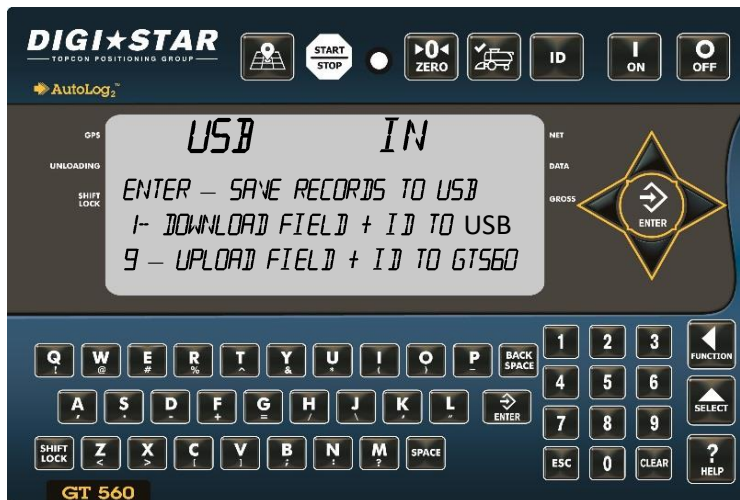 DIGI★STAR
TOPCON POSITIONING GROUP
START
STOP
▶0◀
ZERO
ID
I
ON
O
OFF
AutoLog2™
GPS
UNLOADING
SHIFT
LOCK
USB IN
ENTER – SAVE RECORDS TO USB
1- DOWNLOAD FIELD + ID TO USB
9 – UPLOAD FIELD + ID TO GT560
NET
DATA
GROSS
ENTER
Q W E R T Y U I O P BACK SPACE
! @ # % ^ & * ( ) _
A S D F G H J K L ENTER
SHIFT LOCK Z X C V B N M SPACE
< > [ ] ; : ?
1 2 3
4 5 6
7 8 9
ESC 0 CLEAR
FUNCTION
SELECT
?
HELP
GT 560